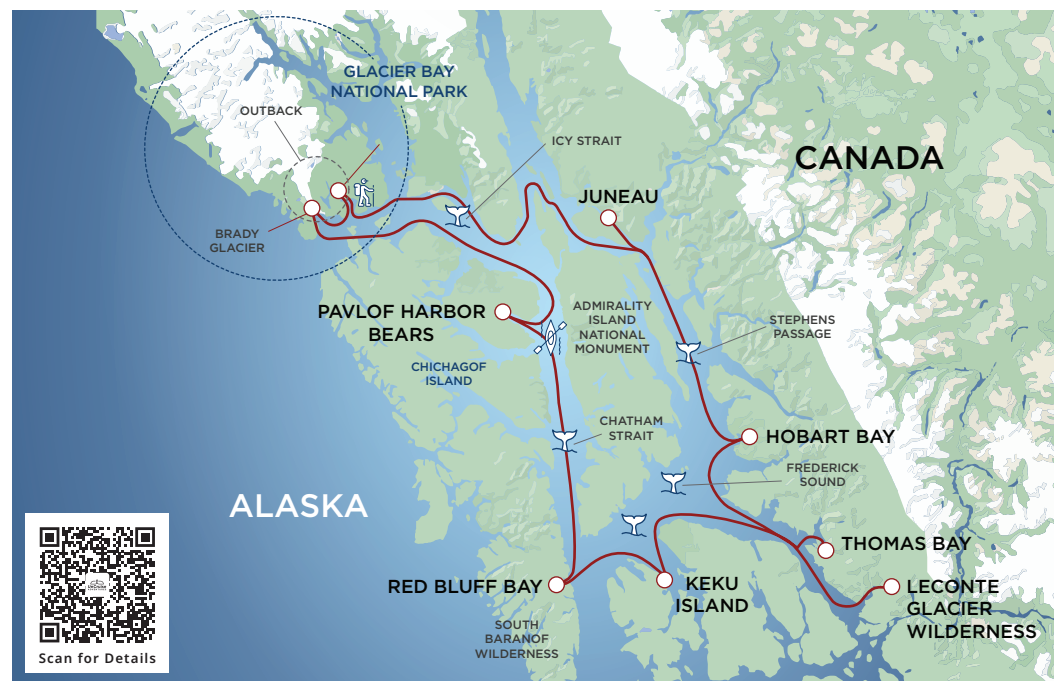 GLACIER BAY
NATIONAL PARK
OUTBACK
ICY STRAIT
CANADA
JUNEAU
BRADY
GLACIER
PAVLOF HARBOR
BEARS
ADMIRALITY
ISLAND
NATIONAL
MONUMENT
STEPHENS
PASSAGE
CHICHAGOF
ISLAND
CHATHAM
STRAIT
HOBART BAY
FREDERICK
SOUND
ALASKA
THOMAS BAY
RED BLUFF BAY
KEKU
ISLAND
LECONTE
GLACIER
WILDERNESS
SOUTH
BARANOF
WILDERNESS
Scan for Details